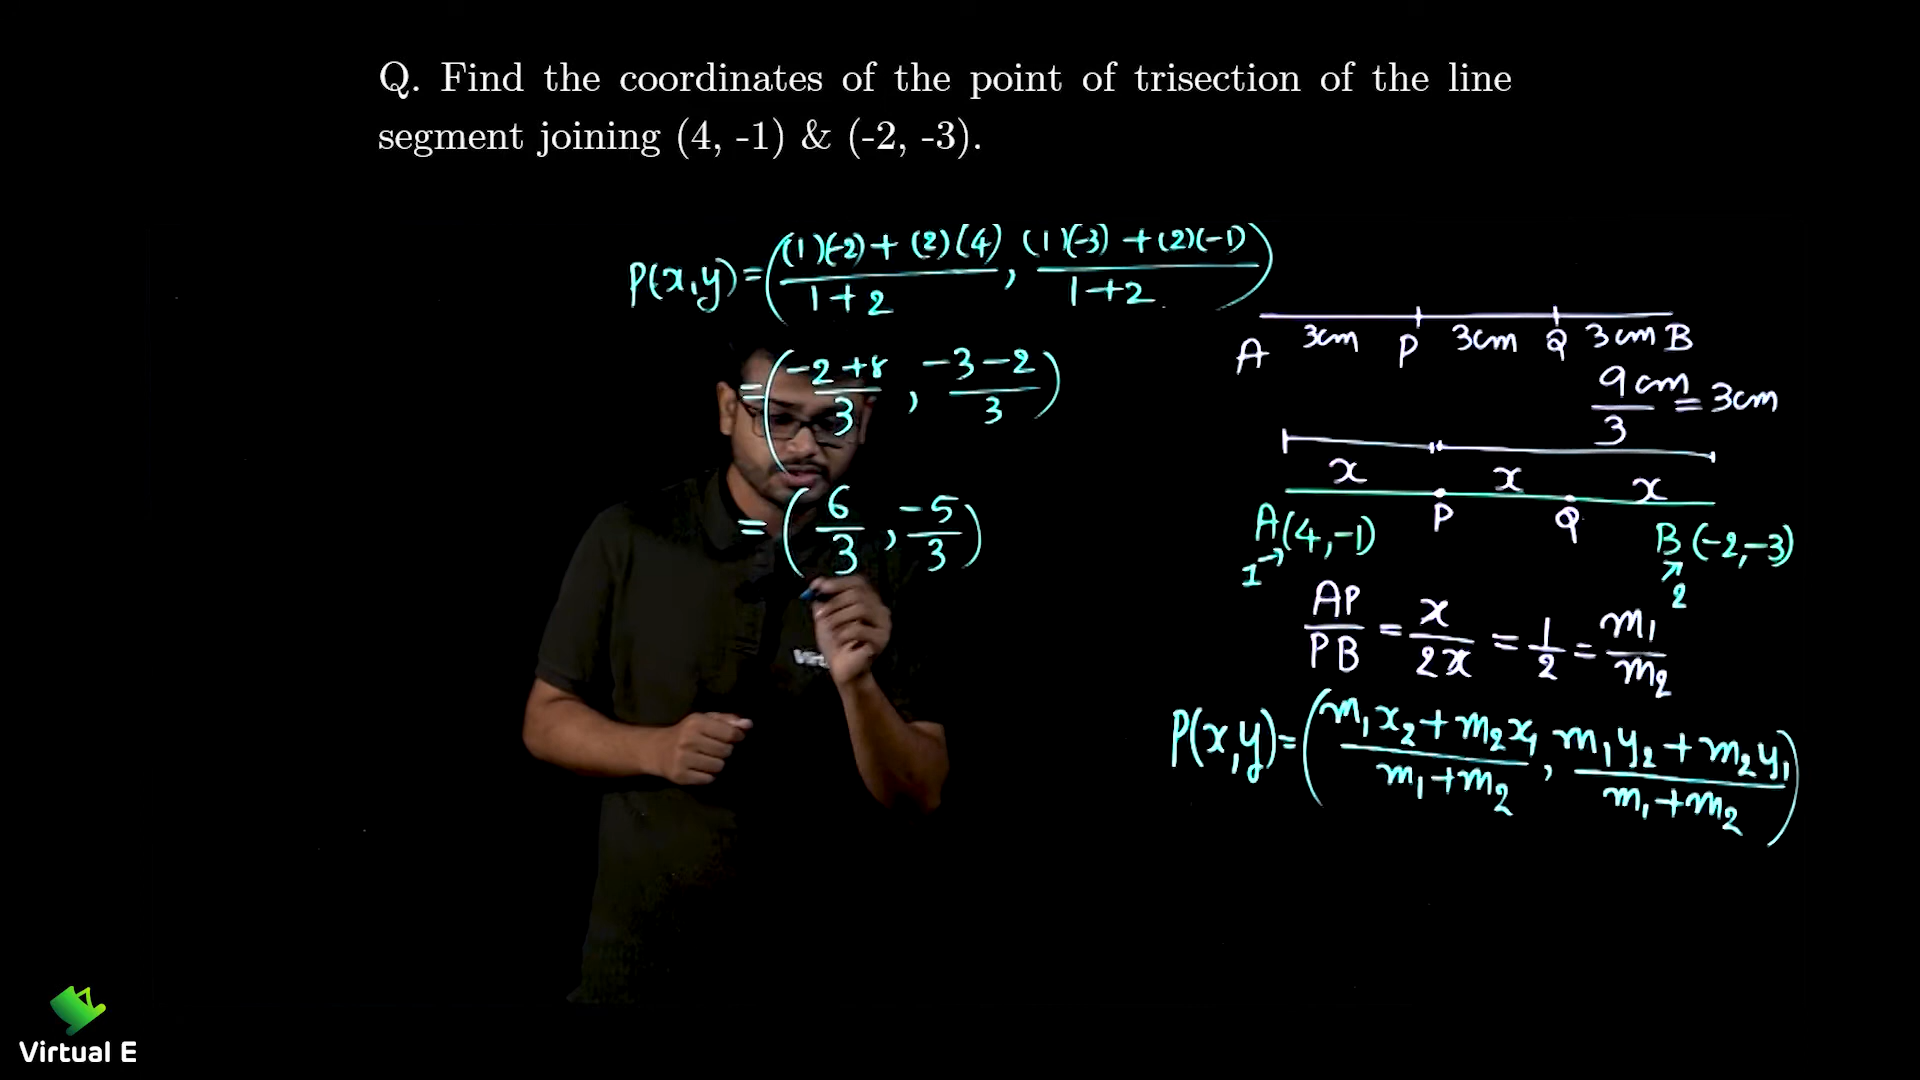 Q. Find the coordinates of the point of trisection of the line
segment joining (4, -1) & (-2, -3).
P(x,y)=((1)(-2)+(2)(4)/1+2, (1)(-3)+(2)(-1)/1+2)
=(-2+8/3, -3-2/3)
=(6/3, -5/3)
A 3cm P 3cm Q 3cm B
9cm/3 = 3cm
x x x
A(4,-1) P Q B(-2,-3)
1→ ↗2
AP/PB = x/2x = 1/2 = m₁/m₂
P(x,y)=(m₁x₂+m₂x₁/m₁+m₂, m₁y₂+m₂y₁/m₁+m₂)
Virtual E